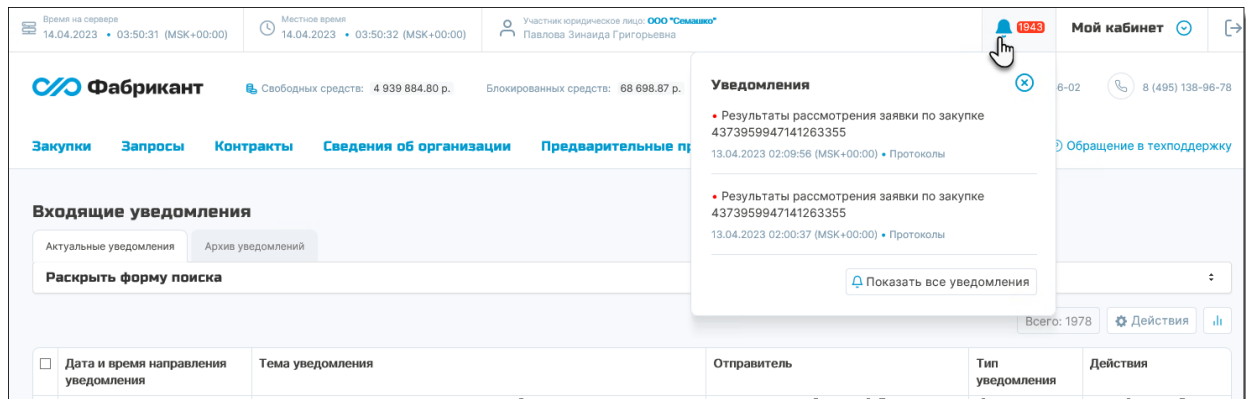 Время на сервере
14.04.2023 • 03:50:31 (MSK+00:00)
Местное время
14.04.2023 • 03:50:32 (MSK+00:00)
Участник юридическое лицо: ООО "Семашко"
Павлова Зинаида Григорьевна
1943
Мой кабинет
Фабрикант
Свободных средств: 4 939 884.80 р.
Блокированных средств: 68 698.87 р.
6-02
8 (495) 138-96-78
Закупки
Запросы
Контракты
Сведения об организации
Предварительные
Обращение в техподдержку
Уведомления
• Результаты рассмотрения заявки по закупке
4373959947141263355
13.04.2023 02:09:56 (MSK+00:00) • Протоколы
• Результаты рассмотрения заявки по закупке
4373959947141263355
13.04.2023 02:00:37 (MSK+00:00) • Протоколы
Показать все уведомления
Входящие уведомления
Актуальные уведомления
Архив уведомлений
Раскрыть форму поиска
Всего: 1978
Действия
Дата и время направления
уведомления
Тема уведомления
Отправитель
Тип
уведомления
Действия